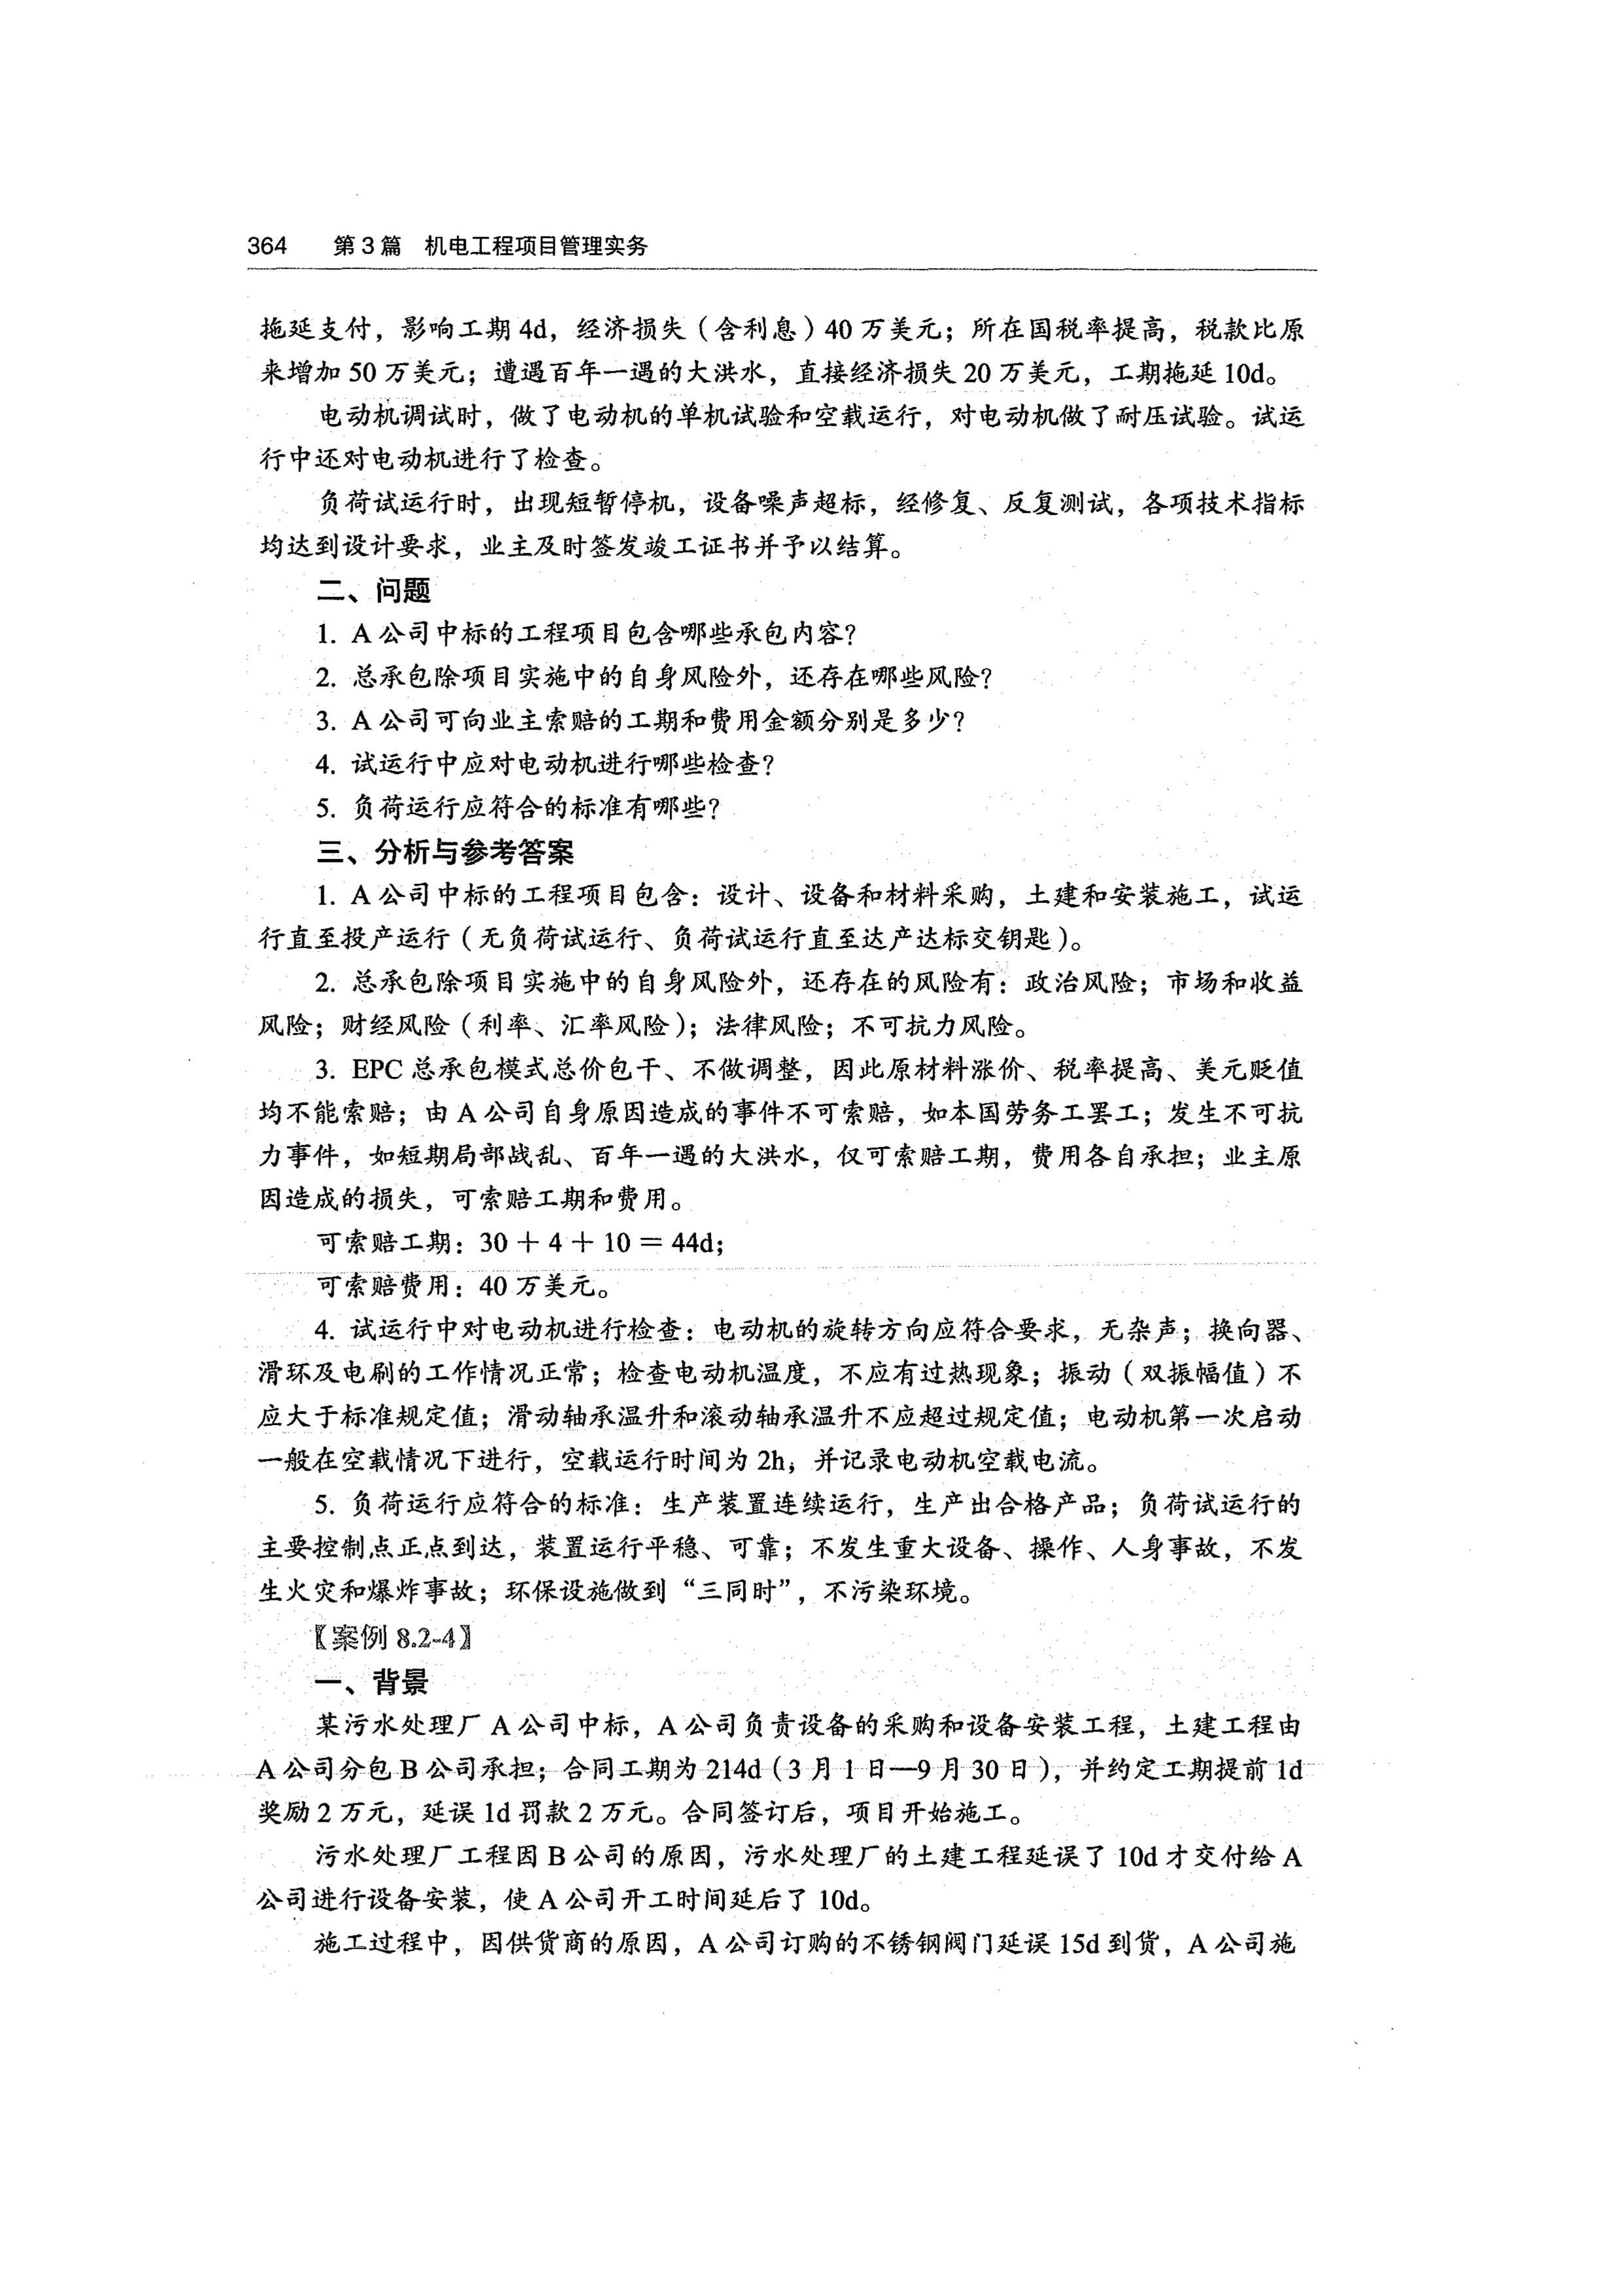 364 第3篇 机电工程项目管理实务
拖延支付，影响工期4d，经济损失（含利息）40万美元；所在国税率提高，税款比原
来增加50万美元；遭遇百年一遇的大洪水，直接经济损失20万美元，工期拖延10d。
电动机调试时，做了电动机的单机试验和空载运行，对电动机做了耐压试验。试运
行中还对电动机进行了检查。
负荷试运行时，出现短暂停机，设备噪声超标，经修复、反复测试，各项技术指标
均达到设计要求，业主及时签发竣工证书并予以结算。
二、问题
1. A公司中标的工程项目包含哪些承包内容？
2. 总承包除项目实施中的自身风险外，还存在哪些风险？
3. A公司可向业主索赔的工期和费用金额分别是多少？
4. 试运行中应对电动机进行哪些检查？
5. 负荷运行应符合的标准有哪些？
三、分析与参考答案
1. A公司中标的工程项目包含：设计、设备和材料采购，土建和安装施工，试运
行直至投产运行（无负荷试运行、负荷试运行直至达产达标交钥匙）。
2. 总承包除项目实施中的自身风险外，还存在的风险有：政治风险；市场和收益
风险；财经风险（利率、汇率风险）；法律风险；不可抗力风险。
3. EPC总承包模式总价包干、不做调整，因此原材料涨价、税率提高、美元贬值
均不能索赔；由A公司自身原因造成的事件不可索赔，如本国劳务工罢工；发生不可抗
力事件，如短期局部战乱、百年一遇的大洪水，仅可索赔工期，费用各自承担；业主原
因造成的损失，可索赔工期和费用。
可索赔工期：30＋4＋10＝44d；
可索赔费用：40万美元。
4. 试运行中对电动机进行检查：电动机的旋转方向应符合要求，无杂声；换向器、
滑环及电刷的工作情况正常；检查电动机温度，不应有过热现象；振动（双振幅值）不
应大于标准规定值；滑动轴承温升和滚动轴承温升不应超过规定值；电动机第一次启动
一般在空载情况下进行，空载运行时间为2h，并记录电动机空载电流。
5. 负荷运行应符合的标准：生产装置连续运行，生产出合格产品；负荷试运行的
主要控制点正点到达，装置运行平稳、可靠；不发生重大设备、操作、人身事故，不发
生火灾和爆炸事故；环保设施做到“三同时”，不污染环境。
〖案例8.2-4〗
一、背景
某污水处理厂A公司中标，A公司负责设备的采购和设备安装工程，土建工程由
A公司分包B公司承担；合同工期为214d（3月1日—9月30日），并约定工期提前1d
奖励2万元，延误1d罚款2万元。合同签订后，项目开始施工。
污水处理厂工程因B公司的原因，污水处理厂的土建工程延误了10d才交付给A
公司进行设备安装，使A公司开工时间延后了10d。
施工过程中，因供货商的原因，A公司订购的不锈钢阀门延误15d到货，A公司施